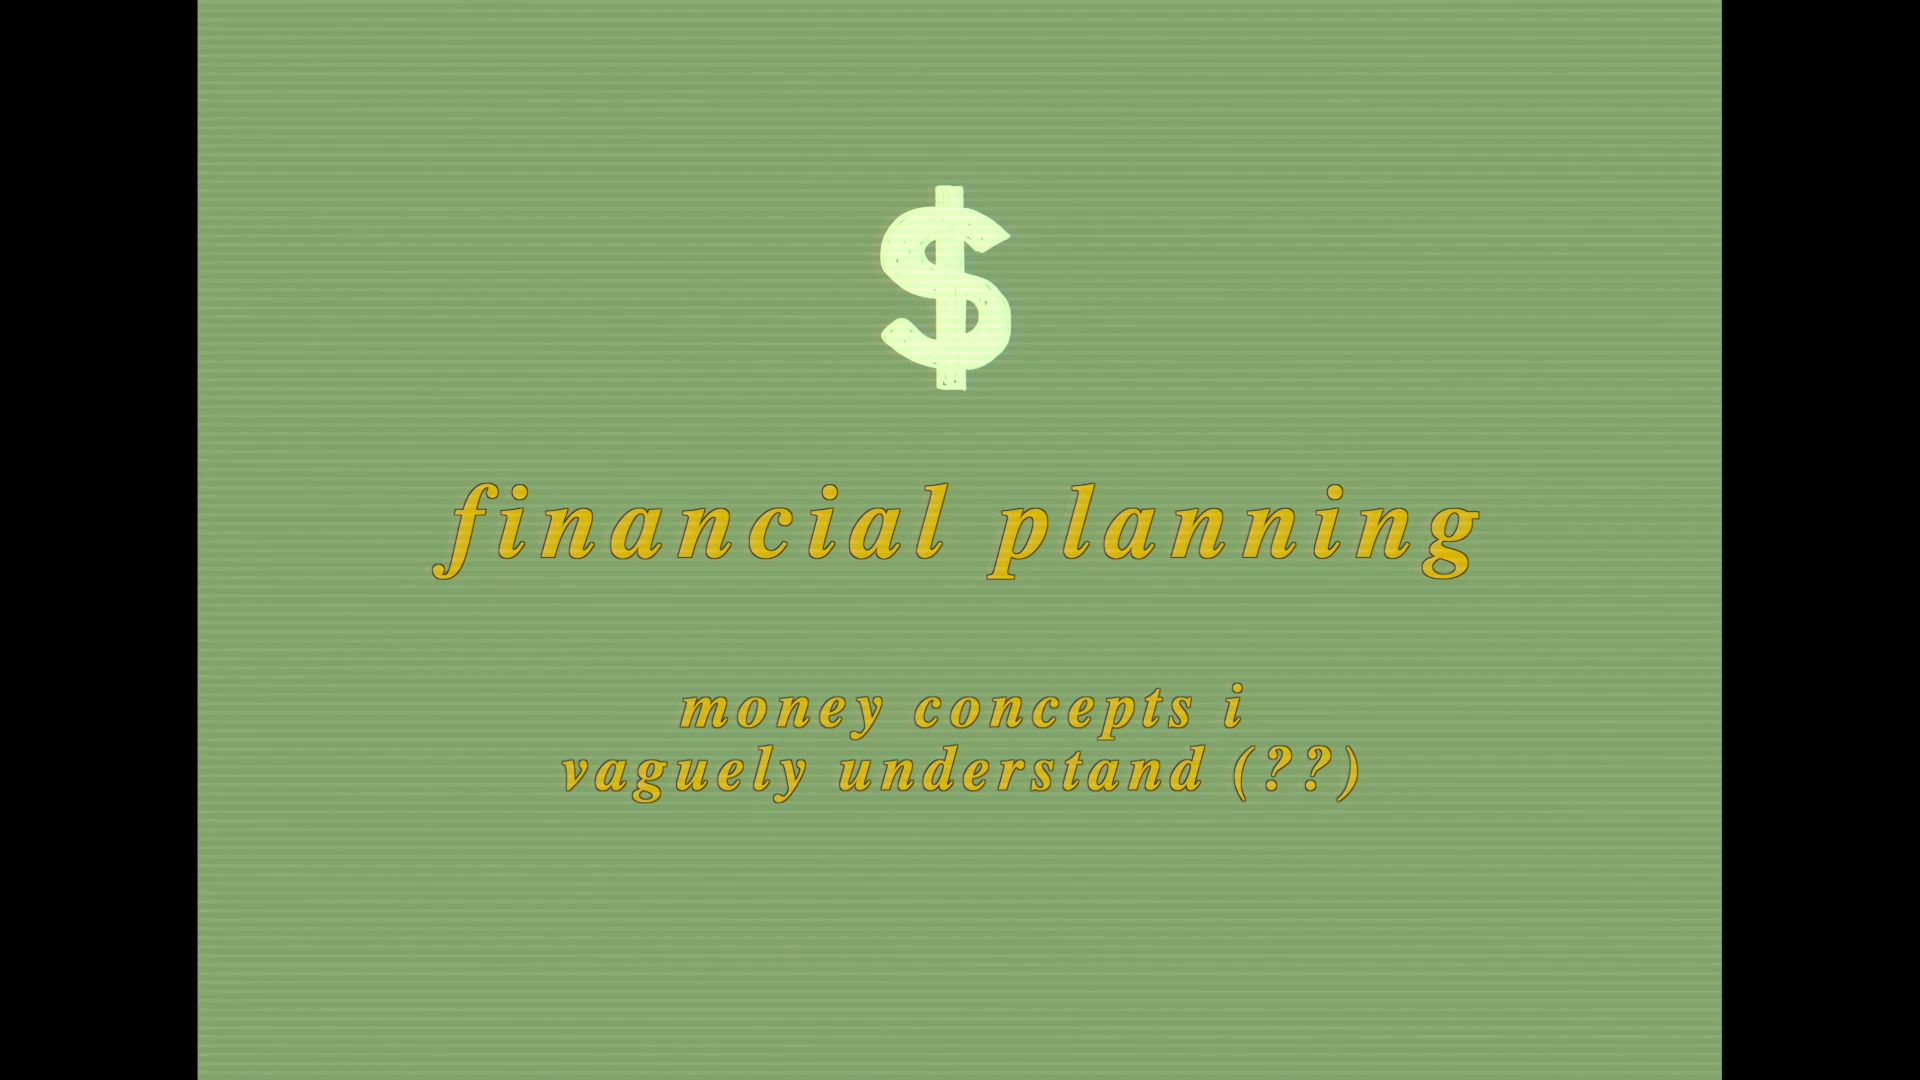 $
financial planning
money concepts i
vaguely understand (??)